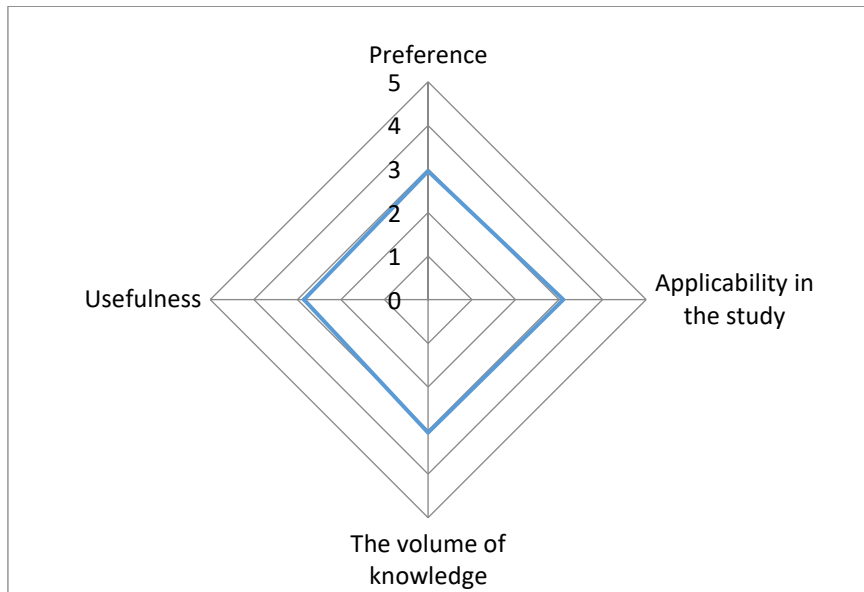 Preference
5
4
3
2
1
0
Usefulness
Applicability in
the study
The volume of
knowledge